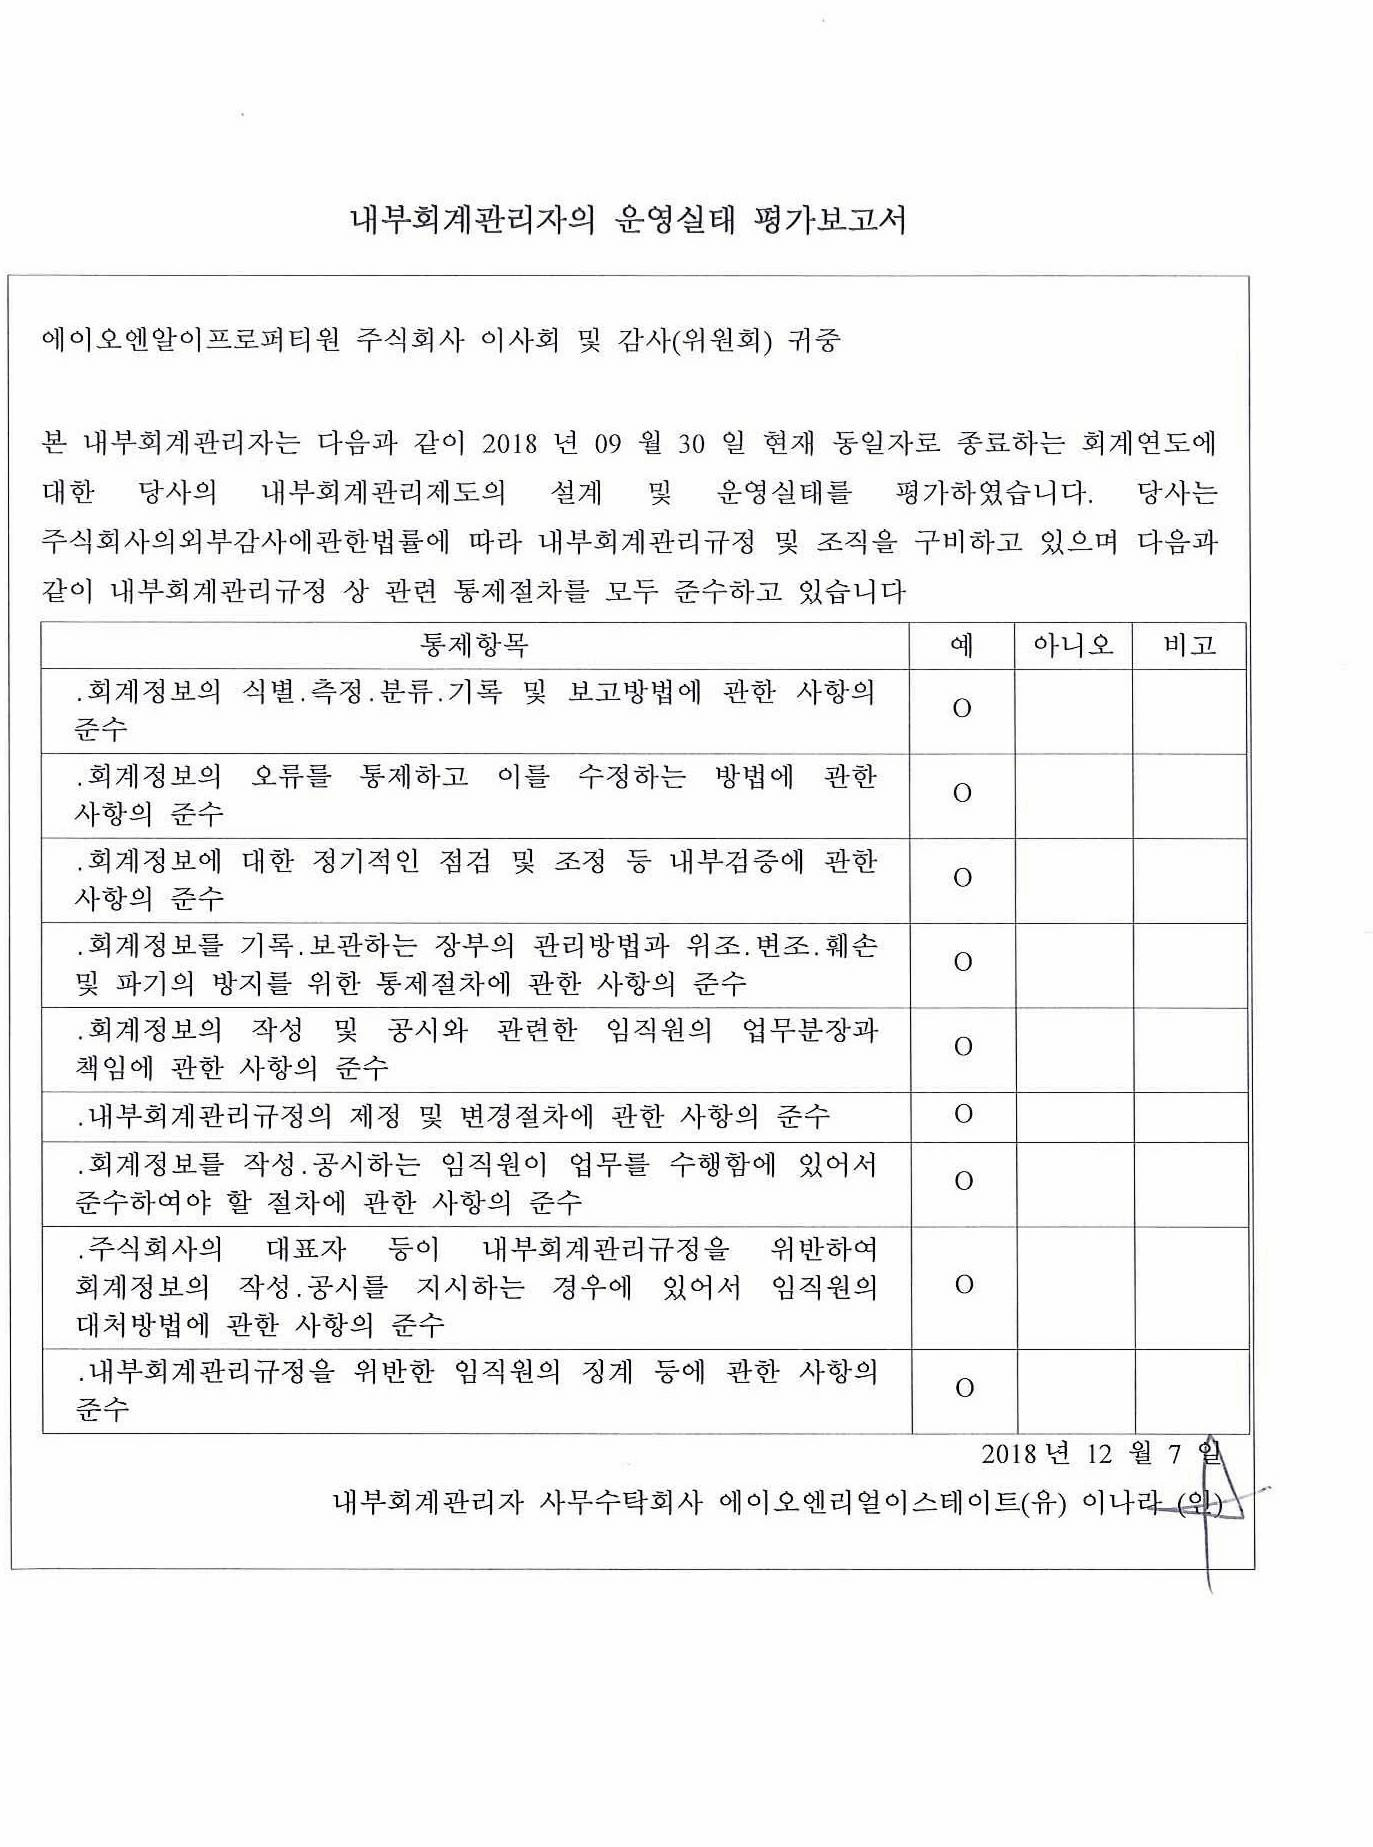 내부회계관리자의 운영실태 평가보고서
에이오엔알이프로퍼티원 주식회사 이사회 및 감사(위원회) 귀중
본 내부회계관리자는 다음과 같이 2018 년 09 월 30 일 현재 동일자로 종료하는 회계연도에
대한 당사의 내부회계관리제도의 설계 및 운영실태를 평가하였습니다. 당사는
주식회사의외부감사에관한법률에 따라 내부회계관리규정 및 조직을 구비하고 있으며 다음과
같이 내부회계관리규정 상 관련 통제절차를 모두 준수하고 있습니다
통제항목 예 아니오 비고
.회계정보의 식별.측정.분류.기록 및 보고방법에 관한 사항의
준수 O
.회계정보의 오류를 통제하고 이를 수정하는 방법에 관한
사항의 준수 O
.회계정보에 대한 정기적인 점검 및 조정 등 내부검증에 관한
사항의 준수 O
.회계정보를 기록.보관하는 장부의 관리방법과 위조.변조.훼손
및 파기의 방지를 위한 통제절차에 관한 사항의 준수 O
.회계정보의 작성 및 공시와 관련한 임직원의 업무분장과
책임에 관한 사항의 준수 O
.내부회계관리규정의 제정 및 변경절차에 관한 사항의 준수 O
.회계정보를 작성.공시하는 임직원이 업무를 수행함에 있어서
준수하여야 할 절차에 관한 사항의 준수 O
.주식회사의 대표자 등이 내부회계관리규정을 위반하여
회계정보의 작성.공시를 지시하는 경우에 있어서 임직원의 O
대처방법에 관한 사항의 준수
.내부회계관리규정을 위반한 임직원의 징계 등에 관한 사항의
준수 O
2018 년 12 월 7 일
내부회계관리자 사무수탁회사 에이오엔리얼이스테이트(유) 이나라 (인)